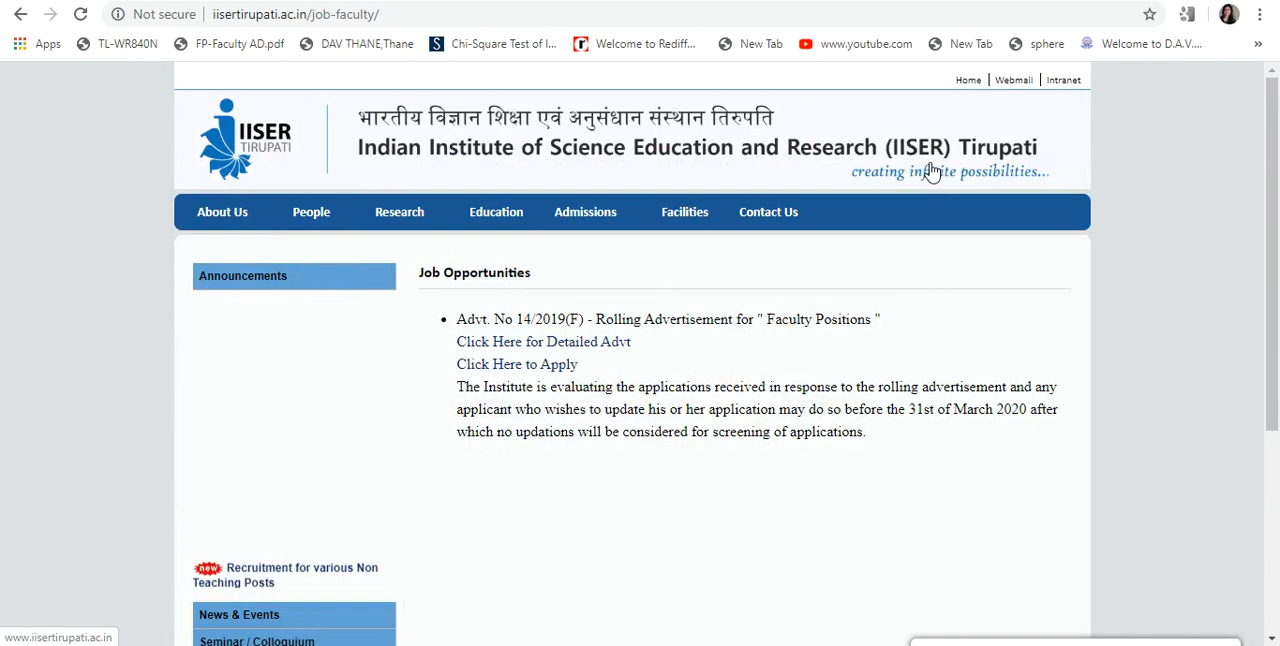 Not secure | iisertirupati.ac.in/job-faculty/
Apps TL-WR840N FP-Faculty AD.pdf DAV THANE,Thane Chi-Square Test of I... Welcome to Rediff... New Tab www.youtube.com New Tab sphere Welcome to D.A.V.... »
Home | Webmail | Intranet
IISER
TIRUPATI
भारतीय विज्ञान शिक्षा एवं अनुसंधान संस्थान तिरुपति
Indian Institute of Science Education and Research (IISER) Tirupati
creating infinite possibilities...
About Us People Research Education Admissions Facilities Contact Us
Announcements
Job Opportunities
Advt. No 14/2019(F) - Rolling Advertisement for " Faculty Positions "
Click Here for Detailed Advt
Click Here to Apply
The Institute is evaluating the applications received in response to the rolling advertisement and any
applicant who wishes to update his or her application may do so before the 31st of March 2020 after
which no updations will be considered for screening of applications.
new Recruitment for various Non
Teaching Posts
News & Events
Seminar / Colloquium
www.iisertirupati.ac.in